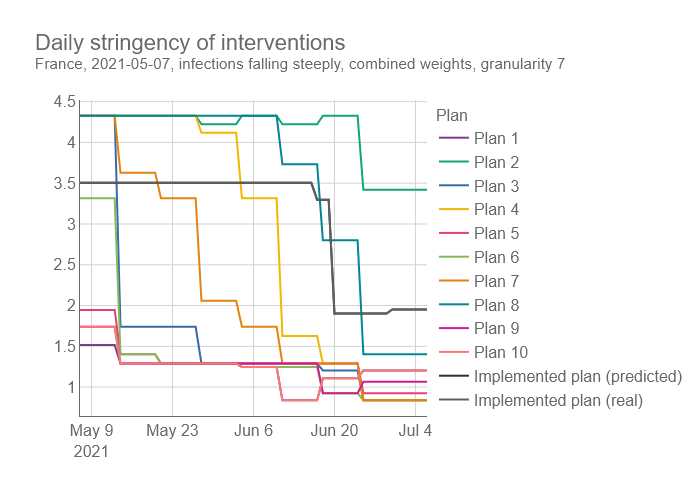 Daily stringency of interventions
France, 2021-05-07, infections falling steeply, combined weights, granularity 7
4.5
4
3.5
3
2.5
2
1.5
1
May 9
2021
May 23
Jun 6
Jun 20
Jul 4
Plan
Plan 1
Plan 2
Plan 3
Plan 4
Plan 5
Plan 6
Plan 7
Plan 8
Plan 9
Plan 10
Implemented plan (predicted)
Implemented plan (real)